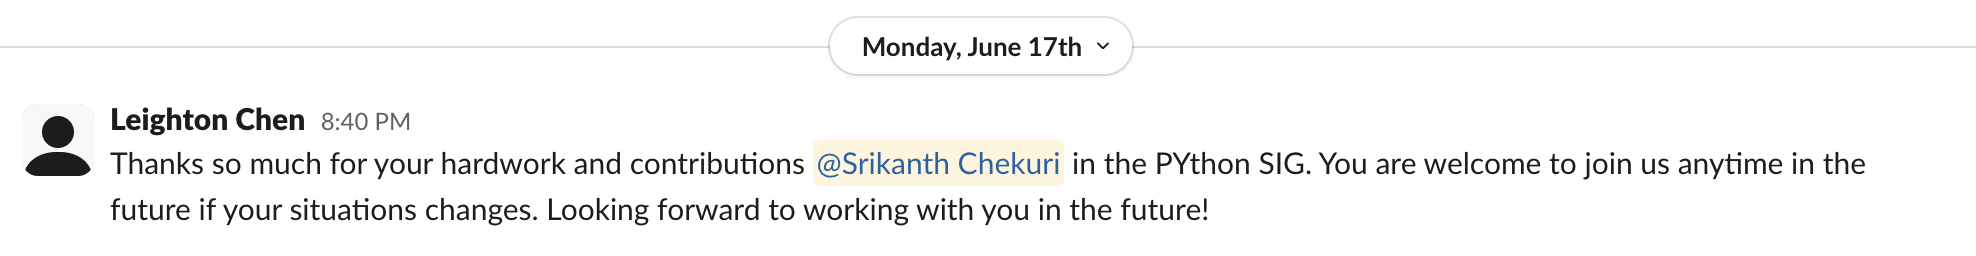 Monday, June 17th
Leighton Chen 8:40 PM
Thanks so much for your hardwork and contributions @Srikanth Chekuri in the PYthon SIG. You are welcome to join us anytime in the
future if your situations changes. Looking forward to working with you in the future!